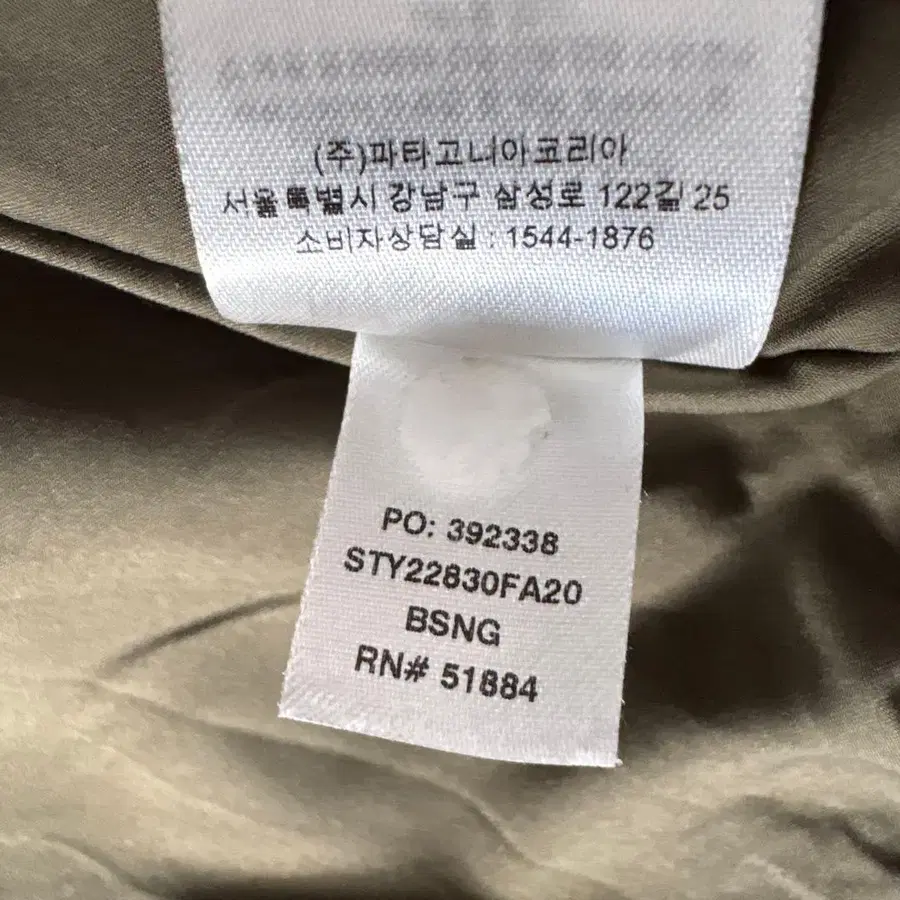 (주)파타고니아코리아
서울특별시 강남구 삼성로 122길 25
소비자상담실 : 1544-1876
PO: 392338
STY22830FA20
BSNG
RN# 51884